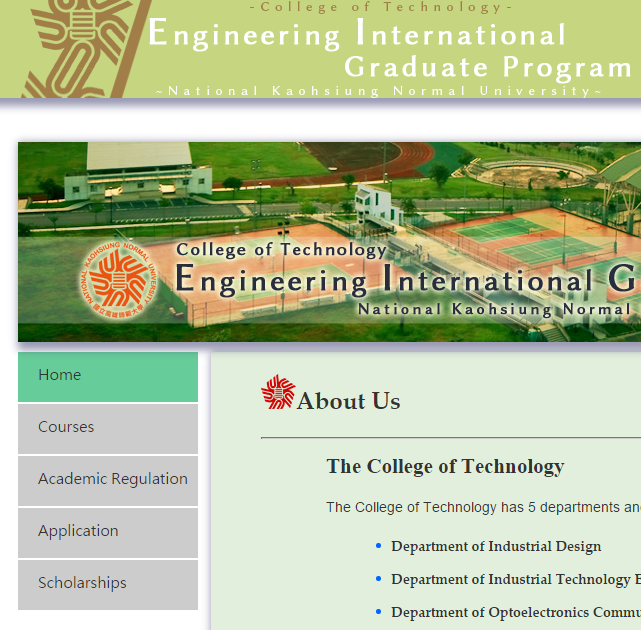 -College of Technology-
Engineering International
Graduate Program
~National Kaohsiung Normal University~
College of Technology
Engineering International G
National Kaohsiung Normal
NATIONAL KAOHSIUNG NORMAL UNIVERSITY
國立高雄師範大學
Home
Courses
Academic Regulation
Application
Scholarships
About Us
The College of Technology
The College of Technology has 5 departments an
Department of Industrial Design
Department of Industrial Technology E
Department of Optoelectronics Commu